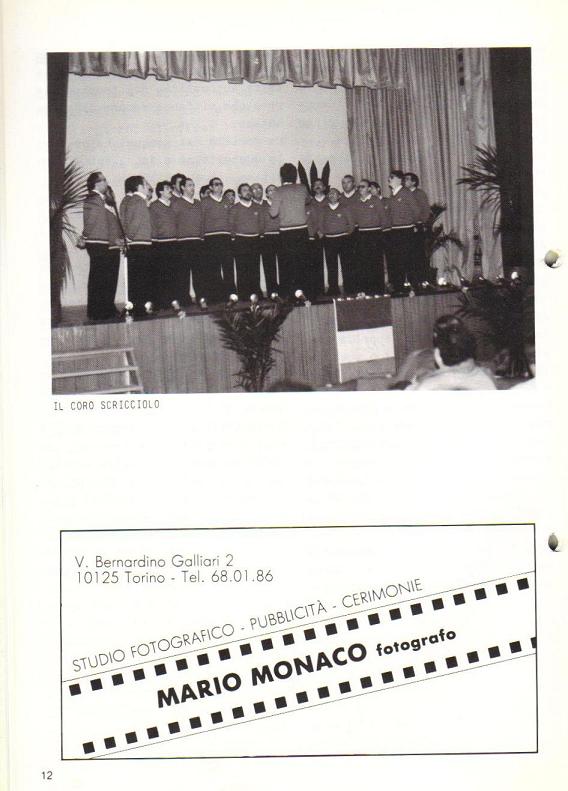 IL CORO SCRICCIOLO
V. Bernardino Galliari 2
10125 Torino - Tel. 68.01.86
STUDIO FOTOGRAFICO - PUBBLICITÀ - CERIMONIE
MARIO MONACO fotografo
12